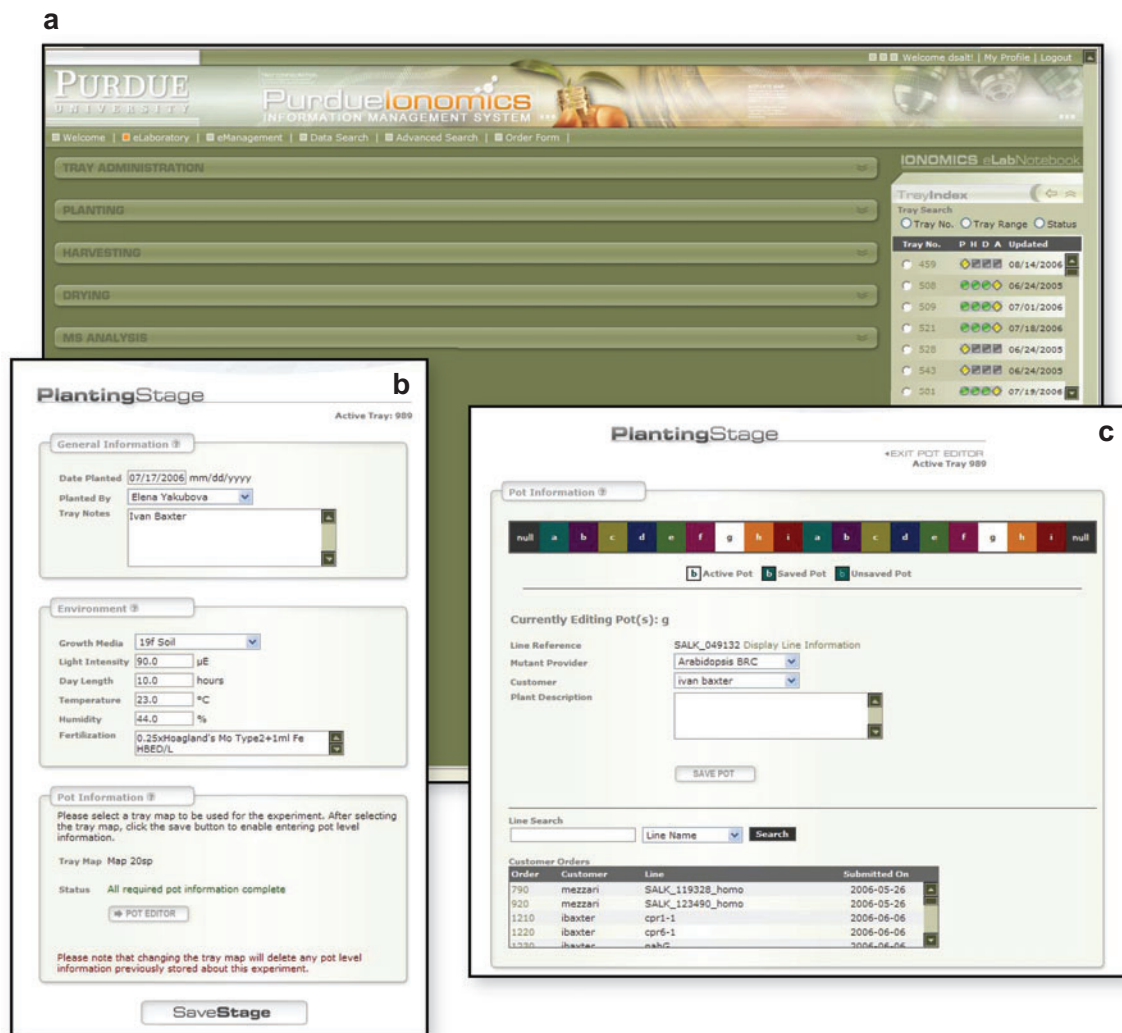 a
Welcome dsalt! | My Profile | Logout
PURDUE
UNIVERSITY
PurdueIonomics
INFORMATION MANAGEMENT SYSTEM
Welcome | eLaboratory | eManagement | Data Search | Advanced Search | Order Form |
TRAY ADMINISTRATION
PLANTING
HARVESTING
DRYING
MS ANALYSIS
IONOMICS eLabNotebook
TrayIndex
Tray Search
Tray No. Tray Range Status
Tray No. P H D A Updated
459 08/14/2006
508 06/24/2005
509 07/01/2006
521 07/18/2006
528 06/24/2005
543 06/24/2005
501 07/19/2006
b
PlantingStage
Active Tray: 989
General Information ?
Date Planted 07/17/2006 mm/dd/yyyy
Planted By Elena Yakubova
Tray Notes Ivan Baxter
Environment ?
Growth Media 19f Soil
Light Intensity 90.0 µE
Day Length 10.0 hours
Temperature 23.0 °C
Humidity 44.0 %
Fertilization 0.25xHoagland's Mo Type2+1ml Fe
HBED/L
Pot Information ?
Please select a tray map to be used for the experiment. After selecting
the tray map, click the save button to enable entering pot level
information.
Tray Map Map 20sp
Status All required pot information complete
POT EDITOR
Please note that changing the tray map will delete any pot level
information previously stored about this experiment.
SaveStage
c
PlantingStage
EXIT POT EDITOR
Active Tray 989
Pot Information ?
null a b c d e f g h i a b c d e f g h i null
b Active Pot b Saved Pot b Unsaved Pot
Currently Editing Pot(s): g
Line Reference SALK_049132 Display Line Information
Mutant Provider Arabidopsis BRC
Customer ivan baxter
Plant Description
SAVE POT
Line Search
Line Name Search
Customer Orders
Order Customer Line Submitted On
790 mezzari SALK_119328_homo 2006-05-26
920 mezzari SALK_123490_homo 2006-05-26
1210 ibaxter cpr1-1 2006-06-06
1220 ibaxter cpr6-1 2006-06-06
1230 ibaxter nahG 2006-06-06